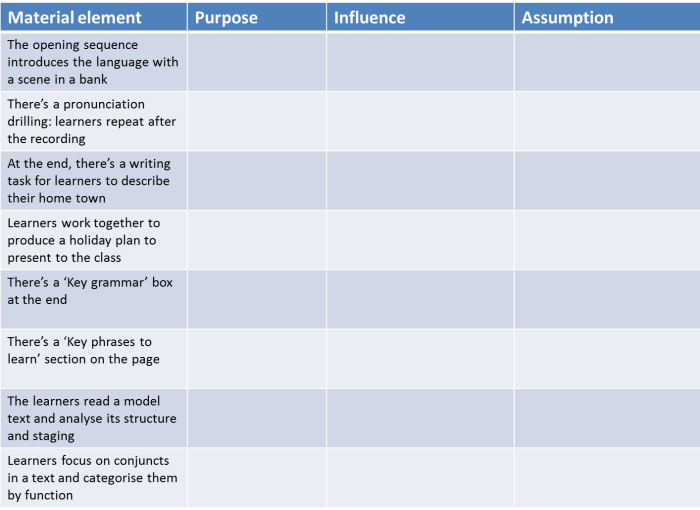 Material element Purpose Influence Assumption
The opening sequence
introduces the language with
a scene in a bank
There's a pronunciation
drilling: learners repeat after
the recording
At the end, there's a writing
task for learners to describe
their home town
Learners work together to
produce a holiday plan to
present to the class
There's a ‘Key grammar’ box
at the end
There's a ‘Key phrases to
learn’ section on the page
The learners read a model
text and analyse its structure
and staging
Learners focus on conjuncts
in a text and categorise them
by function